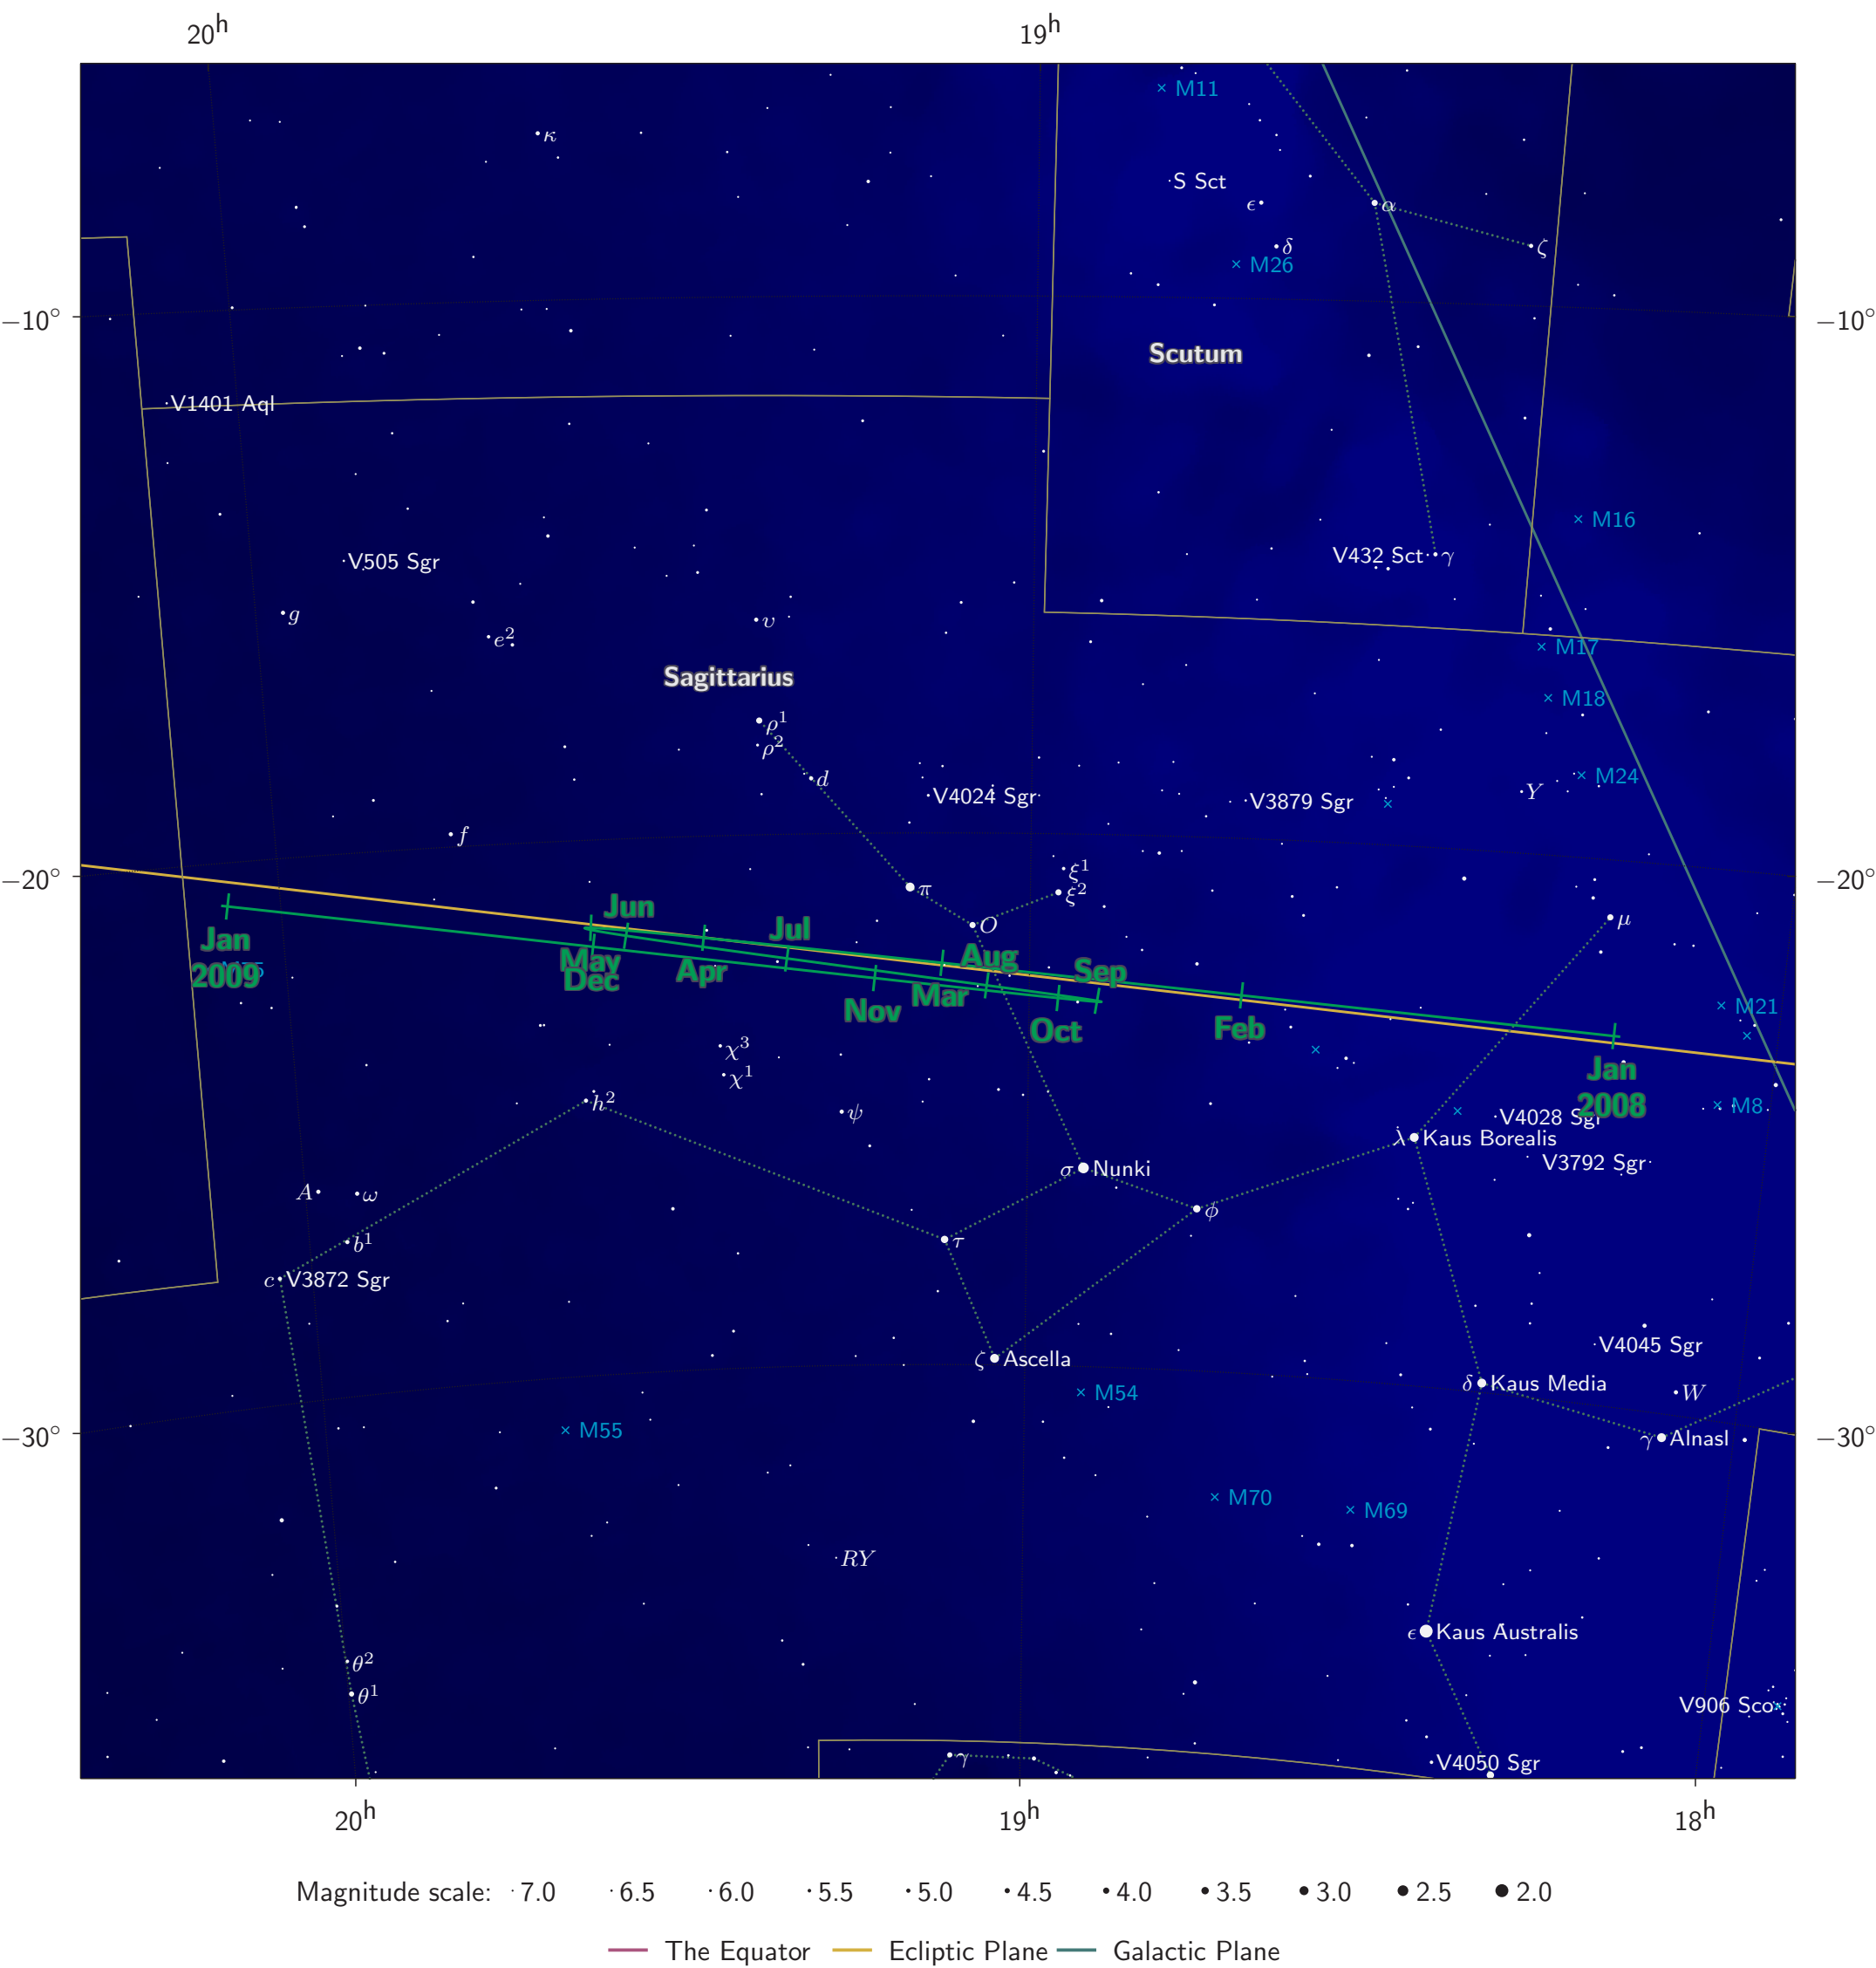 20h 19h
M11
κ
S Sct
ϵ α
δ ζ
M26
−10° −10°
Scutum
V1401 Aql
M16
V432 Sct γ
V505 Sgr
g υ
e2
M17
Sagittarius
M18
ρ1
ρ2
d M24
V4024 Sgr V3879 Sgr Y
f
ξ1
−20° −20°
π ξ2
Jun μ
O
Jul
Jan Aug
May Apr Sep
2009
Dec Mar
Nov Oct Feb M21
χ3 Jan
χ1
h2 2008 M8
ψ V4028 Sgr
λ Kaus Borealis
V3792 Sgr
σ Nunki
A ω
ϕ
b1 τ
c V3872 Sgr
V4045 Sgr
ζ Ascella
δ Kaus Media
M54 W
M55
−30° γ Alnasl −30°
M70
M69
RY
ϵ Kaus Australis
θ2
θ1
V906 Sco
γ V4050 Sgr
20h 19h 18h
Magnitude scale: 7.0 6.5 6.0 5.5 5.0 4.5 4.0 3.5 3.0 2.5 2.0
The Equator Ecliptic Plane Galactic Plane